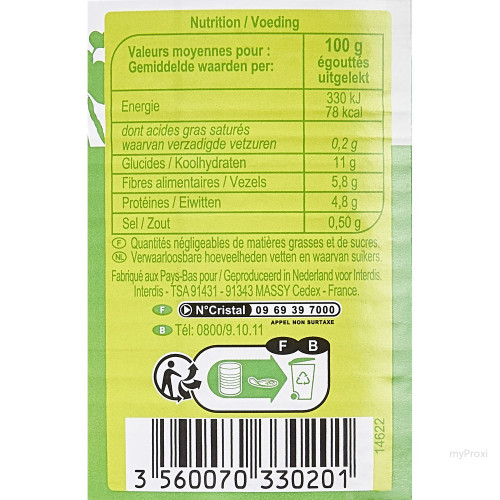 Nutrition / Voeding
Valeurs moyennes pour :
Gemiddelde waarden per:
100 g
égouttés
uitgelekt
Energie
330 kJ
78 kcal
dont acides gras saturés
waarvan verzadigde vetzuren
0,2 g
Glucides / Koolhydraten
11 g
Fibres alimentaires / Vezels
5,8 g
Protéines / Eiwitten
4,8 g
Sel / Zout
0,50 g
F Quantités négligeables de matières grasses et de sucres.
NL Verwaarloosbare hoeveelheden vetten en waarvan suikers.
Fabriqué aux Pays-Bas pour / Geproduceerd in Nederland voor Interdis.
Interdis - TSA 91431 - 91343 MASSY Cedex - France.
F N°Cristal 09 69 39 7000
APPEL NON SURTAXE
B Tél: 0800/9.10.11
F B
14622
3 560070 330201
myProxi